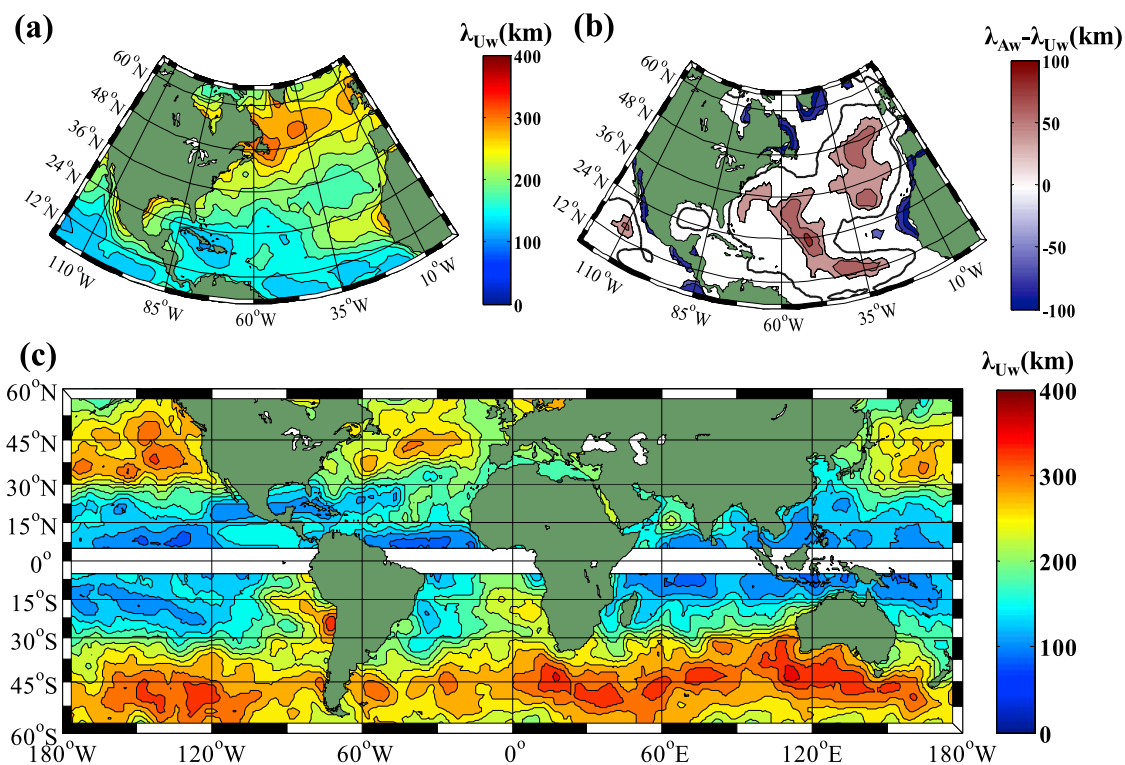 (a)
λUw(km)
400
300
200
100
0
60°N
48°N
36°N
24°N
12°N
110°W
85°W
60°W
35°W
10°W
(b)
λAw-λUw(km)
100
50
0
-50
-100
60°N
48°N
36°N
24°N
12°N
110°W
85°W
60°W
35°W
10°W
(c)
λUw(km)
400
300
200
100
0
60°N
45°N
30°N
15°N
0°
15°S
30°S
45°S
60°S
180°W 120°W 60°W 0° 60°E 120°E 180°W